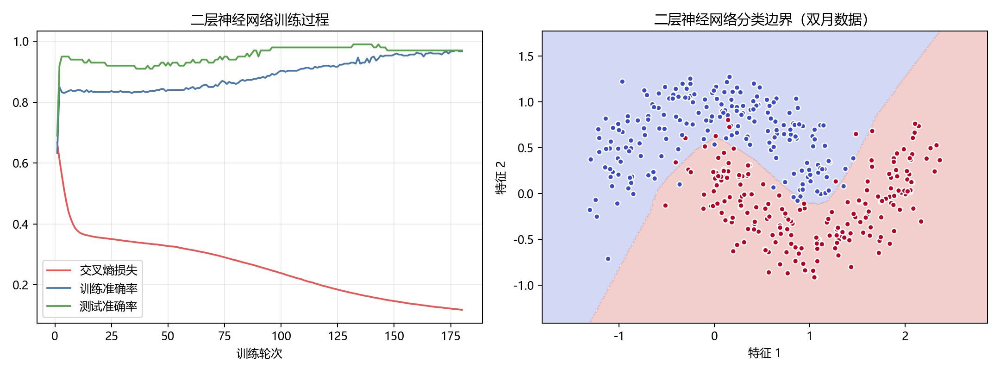 二层神经网络训练过程
1.0
0.8
0.6
0.4
0.2
交叉熵损失
训练准确率
测试准确率
0 25 50 75 100 125 150 175
训练轮次
二层神经网络分类边界（双月数据）
特征 2
1.5
1.0
0.5
0.0
-0.5
-1.0
-1 0 1 2
特征 1